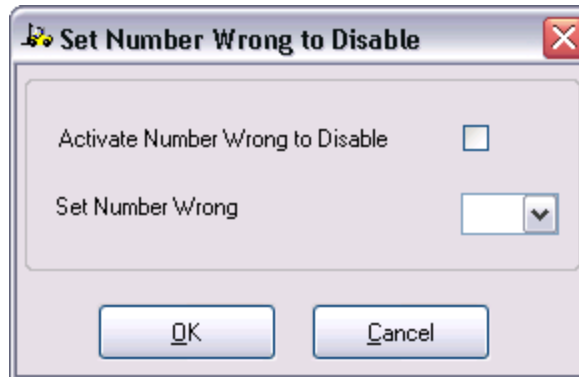 Set Number Wrong to Disable
Activate Number Wrong to Disable
Set Number Wrong
OK
Cancel